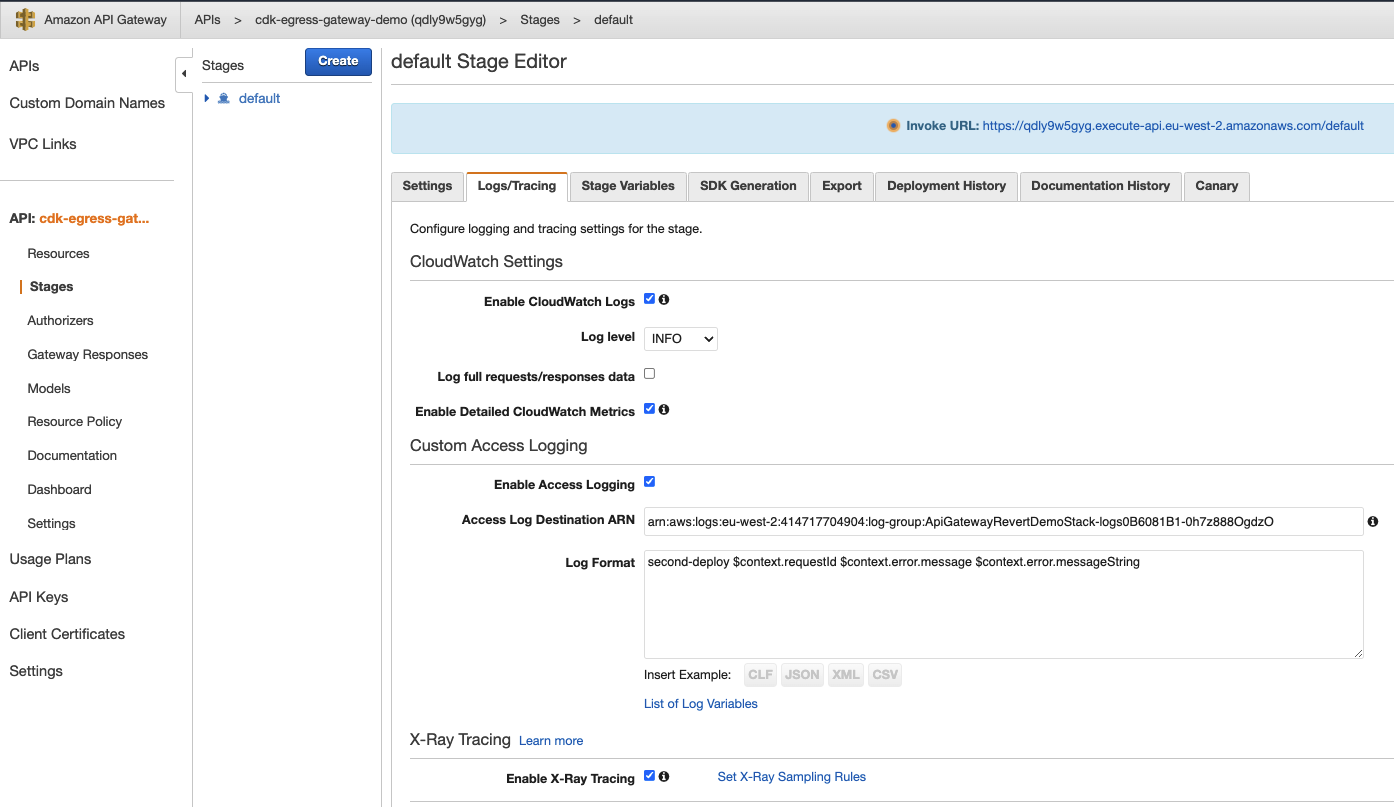 Amazon API Gateway
APIs > cdk-egress-gateway-demo (qdly9w5gyg) > Stages > default
APIs
Custom Domain Names
VPC Links
API: cdk-egress-gat...
Resources
Stages
Authorizers
Gateway Responses
Models
Resource Policy
Documentation
Dashboard
Settings
Usage Plans
API Keys
Client Certificates
Settings
Stages
Create
default
default Stage Editor
Invoke URL: https://qdly9w5gyg.execute-api.eu-west-2.amazonaws.com/default
Settings Logs/Tracing Stage Variables SDK Generation Export Deployment History Documentation History Canary
Configure logging and tracing settings for the stage.
CloudWatch Settings
Enable CloudWatch Logs
Log level INFO
Log full requests/responses data
Enable Detailed CloudWatch Metrics
Custom Access Logging
Enable Access Logging
Access Log Destination ARN arn:aws:logs:eu-west-2:414717704904:log-group:ApiGatewayRevertDemoStack-logs0B6081B1-0h7z888OgdzO
Log Format second-deploy $context.requestId $context.error.message $context.error.messageString
Insert Example: CLF JSON XML CSV
List of Log Variables
X-Ray Tracing Learn more
Enable X-Ray Tracing Set X-Ray Sampling Rules